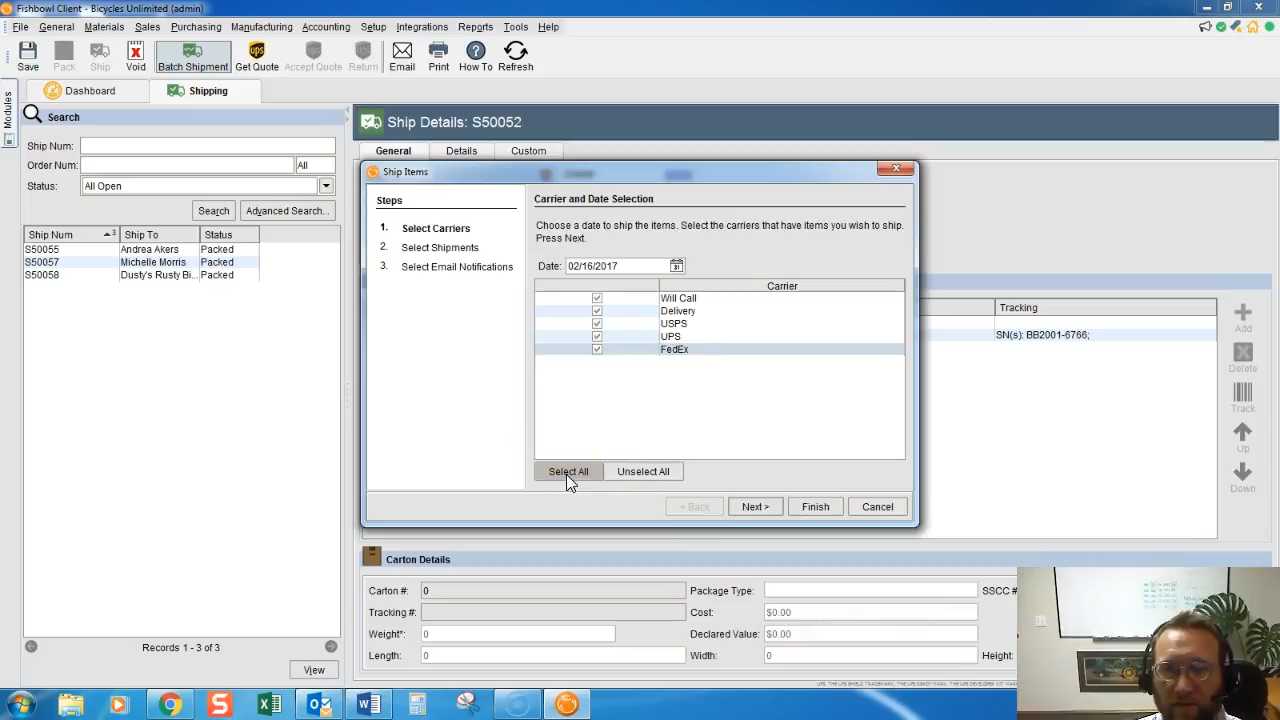 Fishbowl Client - Bicycles Unlimited (admin)
File General Materials Sales Purchasing Manufacturing Accounting Setup Integrations Reports Tools Help
Save Pack Ship Void Batch Shipment Get Quote Accept Quote Return Email Print How To Refresh
Modules
Dashboard Shipping
Search
Ship Num:
Order Num: All
Status: All Open
Search Advanced Search...
Ship Num 3 Ship To Status
S50055 Andrea Akers Packed
S50057 Michelle Morris Packed
S50058 Dusty's Rusty Bi... Packed
Records 1 - 3 of 3
View
Ship Details: S50052
General Details Custom
Ship Items
Steps
1. Select Carriers
2. Select Shipments
3. Select Email Notifications
Carrier and Date Selection
Choose a date to ship the items. Select the carriers that have items you wish to ship.
Press Next.
Date: 02/16/2017
Carrier
Will Call
Delivery
USPS
UPS
FedEx
Select All Unselect All
< Back Next > Finish Cancel
Tracking
SN(s): BB2001-6766;
Add
Delete
Track
Up
Down
Carton Details
Carton #: 0 Package Type: SSCC #
Tracking #: Cost: $0.00
Weight*: 0 Declared Value: $0.00
Length: 0 Width: 0 Height: